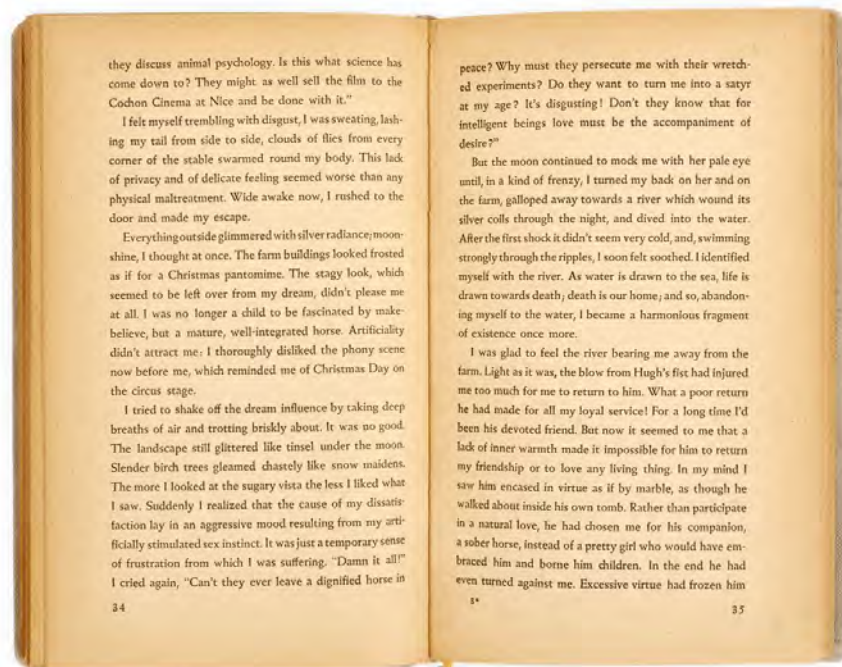 they discuss animal psychology. Is this what science has
come down to? They might as well sell the film to the
Cochon Cinema at Nice and be done with it."
I felt myself trembling with disgust, I was sweating, lash-
ing my tail from side to side, clouds of flies from every
corner of the stable swarmed round my body. This lack
of privacy and of delicate feeling seemed worse than any
physical maltreatment. Wide awake now, I rushed to the
door and made my escape.
Everything outside glimmered with silver radiance; moon-
shine, I thought at once. The farm buildings looked frosted
as if for a Christmas pantomime. The stagy look, which
seemed to be left over from my dream, didn't please me
at all. I was no longer a child to be fascinated by make-
believe, but a mature, well-integrated horse. Artificiality
didn't attract me: I thoroughly disliked the phony scene
now before me, which reminded me of Christmas Day on
the circus stage.
I tried to shake off the dream influence by taking deep
breaths of air and trotting briskly about. It was no good.
The landscape still glittered like tinsel under the moon.
Slender birch trees gleamed chastely like snow maidens.
The more I looked at the sugary vista the less I liked what
I saw. Suddenly I realized that the cause of my dissatis-
faction lay in an aggressive mood resulting from my arti-
ficially stimulated sex instinct. It was just a temporary sense
of frustration from which I was suffering. "Damn it all!"
I cried again, "Can't they ever leave a dignified horse in
34
peace? Why must they persecute me with their wretch-
ed experiments? Do they want to turn me into a satyr
at my age? It's disgusting! Don't they know that for
intelligent beings love must be the accompaniment of
desire?"
But the moon continued to mock me with her pale eye
until, in a kind of frenzy, I turned my back on her and on
the farm, galloped away towards a river which wound its
silver coils through the night, and dived into the water.
After the first shock it didn't seem very cold, and, swimming
strongly through the ripples, I soon felt soothed. I identified
myself with the river. As water is drawn to the sea, life is
drawn towards death; death is our home; and so, abandon-
ing myself to the water, I became a harmonious fragment
of existence once more.
I was glad to feel the river bearing me away from the
farm. Light as it was, the blow from Hugh's fist had injured
me too much for me to return to him. What a poor return
he had made for all my loyal service! For a long time I'd
been his devoted friend. But now it seemed to me that a
lack of inner warmth made it impossible for him to return
my friendship or to love any living thing. In my mind I
saw him encased in virtue as if by marble, as though he
walked about inside his own tomb. Rather than participate
in a natural love, he had chosen me for his companion,
a sober horse, instead of a pretty girl who would have em-
braced him and borne him children. In the end he had
even turned against me. Excessive virtue had frozen him
3*
35